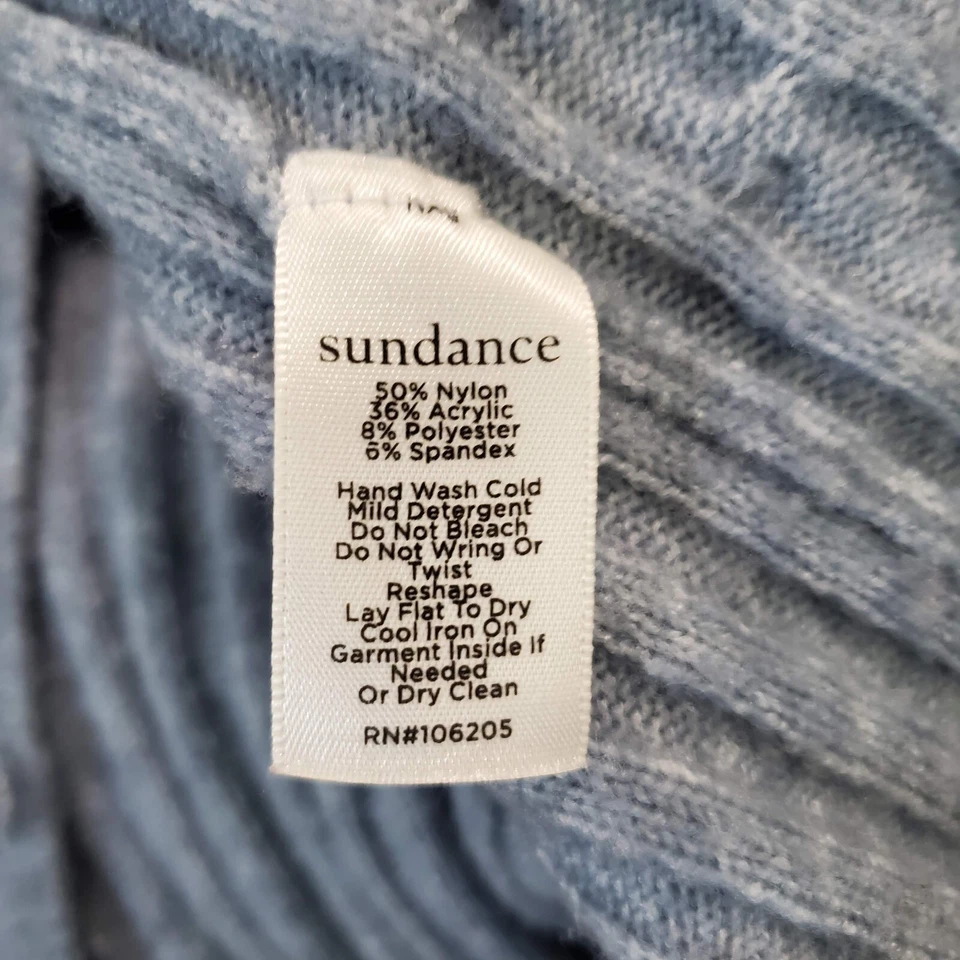 sundance
50% Nylon
36% Acrylic
8% Polyester
6% Spandex
Hand Wash Cold
Mild Detergent
Do Not Bleach
Do Not Wring Or
Twist
Reshape
Lay Flat To Dry
Cool Iron On
Garment Inside If
Needed
Or Dry Clean
RN#106205